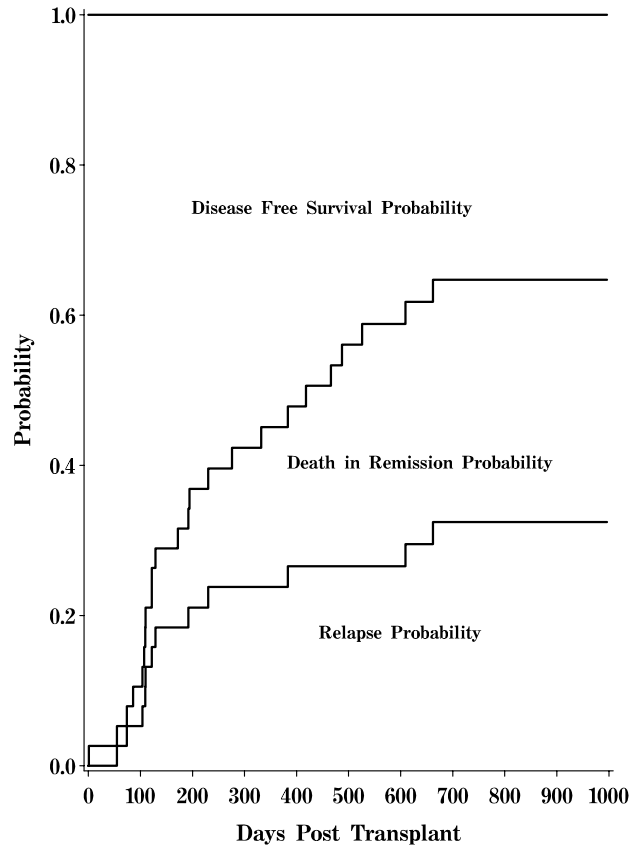 1.0
0.8
Disease Free Survival Probability
0.6
Probability
0.4
Death in Remission Probability
0.2
Relapse Probability
0.0
0 100 200 300 400 500 600 700 800 900 1000
Days Post Transplant